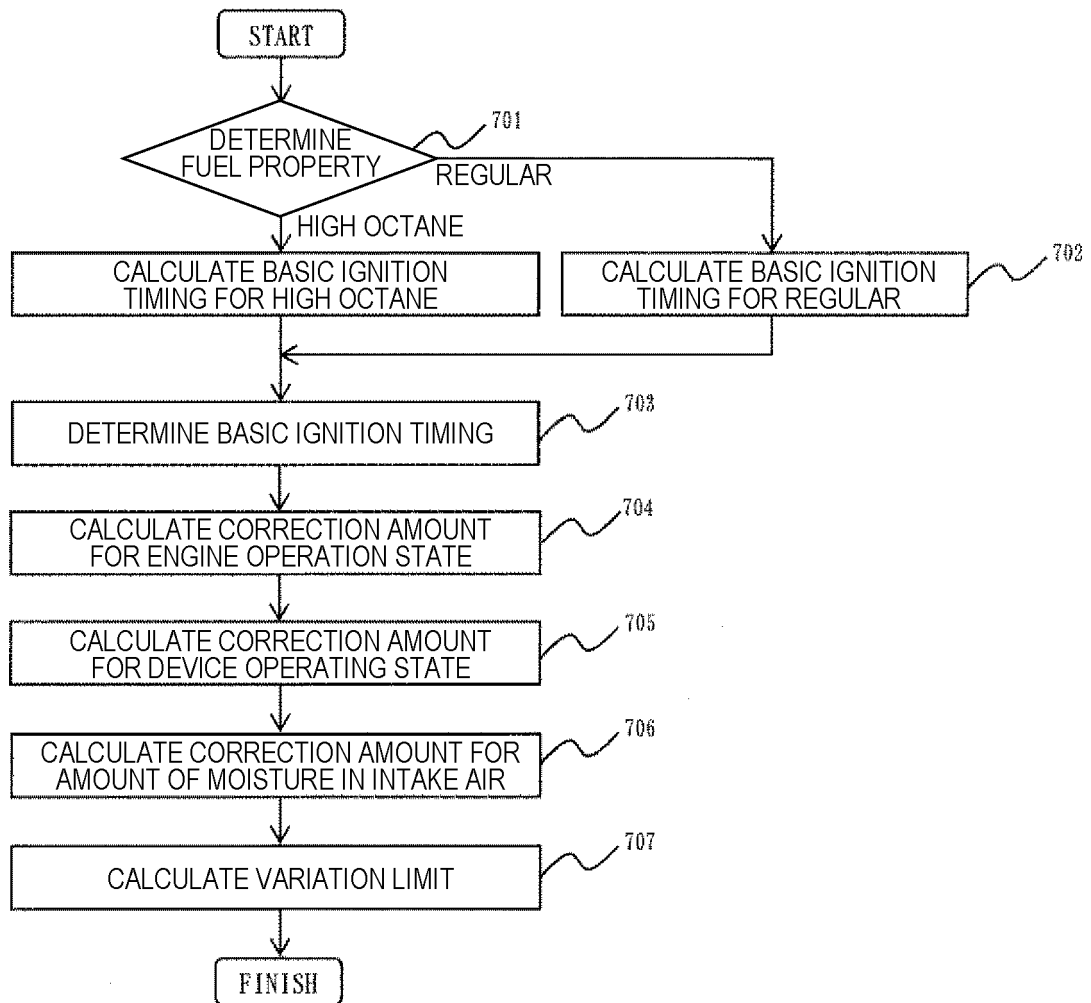 START
DETERMINE
FUEL PROPERTY
701
REGULAR
HIGH OCTANE
CALCULATE BASIC IGNITION
TIMING FOR HIGH OCTANE
CALCULATE BASIC IGNITION
TIMING FOR REGULAR
702
DETERMINE BASIC IGNITION TIMING
703
CALCULATE CORRECTION AMOUNT
FOR ENGINE OPERATION STATE
704
CALCULATE CORRECTION AMOUNT
FOR DEVICE OPERATING STATE
705
CALCULATE CORRECTION AMOUNT FOR
AMOUNT OF MOISTURE IN INTAKE AIR
706
CALCULATE VARIATION LIMIT
707
FINISH